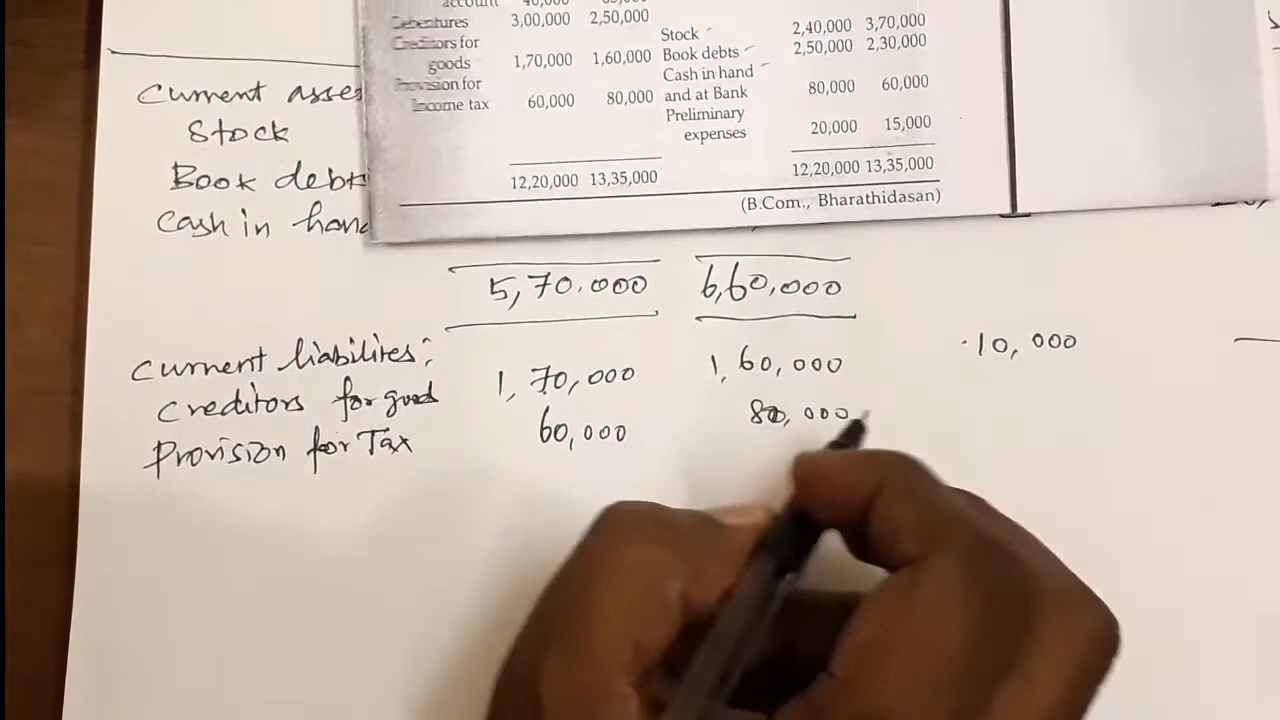 account 40,000
Debentures 3,00,000 2,50,000
Creditors for
goods 1,70,000 1,60,000
Provision for
Income tax 60,000 80,000
12,20,000 13,35,000
Stock 2,40,000 3,70,000
Book debts 2,50,000 2,30,000
Cash in hand
and at Bank 80,000 60,000
Preliminary
expenses 20,000 15,000
12,20,000 13,35,000
(B.Com., Bharathidasan)
Current asse
Stock
Book debt
Cash in hand
5,70,000 6,60,000
Current liabilites:
Creditors for good 1,70,000 1,60,000 10,000
Provision for Tax 60,000 80,000